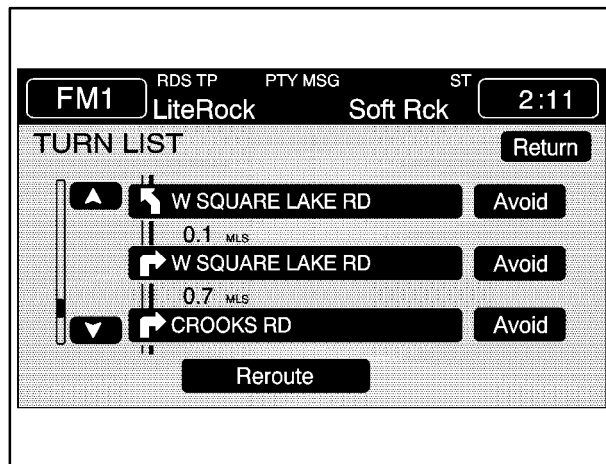 RDS TP PTY MSG ST
FM1 LiteRock Soft Rck 2:11
TURN LIST
Return
W SQUARE LAKE RD Avoid
0.1 MLS
W SQUARE LAKE RD Avoid
0.7 MLS
CROOKS RD Avoid
Reroute